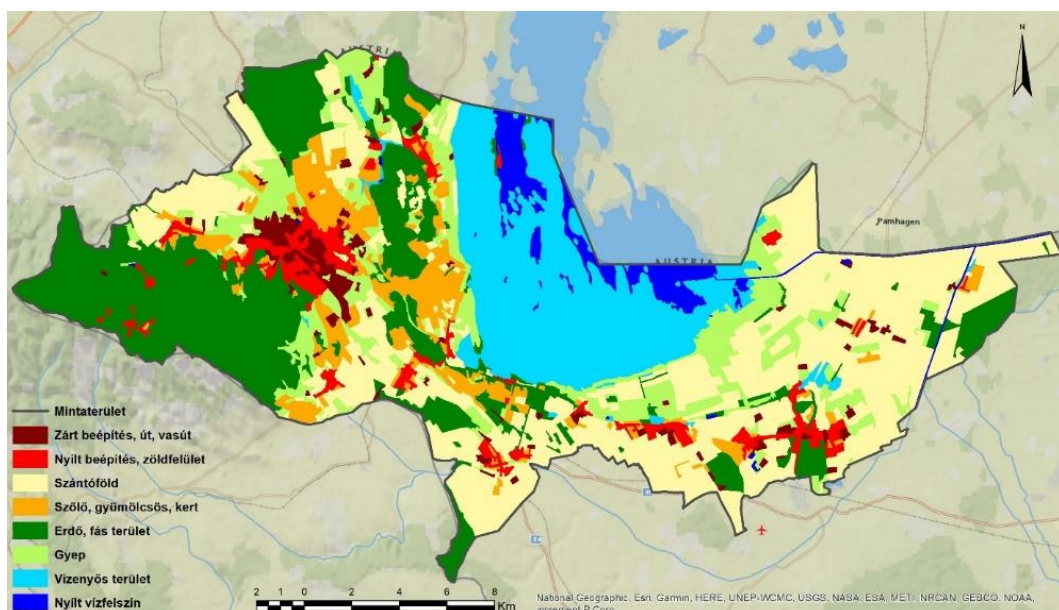 AUSTRIA
N
Pamhagen
AUSTRIA
Mintaterület
Zárt beépítés, út, vasút
Nyílt beépítés, zöldfelület
Szántóföld
Szőlő, gyümölcsös, kert
Erdő, fás terület
Gyep
Vizenyős terület
Nyílt vízfelszín
2 1 0 2 4 6 8
Km
National Geographic, Esri, Garmin, HERE, UNEP-WCMC, USGS, NASA, ESA, METI, NRCAN, GEBCO, NOAA,
increment P Corp.